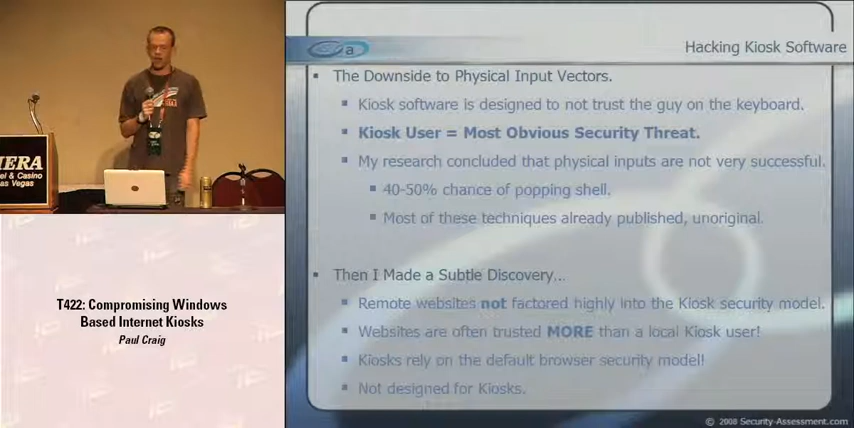 Hacking Kiosk Software
The Downside to Physical Input Vectors.
Kiosk software is designed to not trust the guy on the keyboard.
Kiosk User = Most Obvious Security Threat.
My research concluded that physical inputs are not very successful.
40-50% chance of popping shell.
Most of these techniques already published, unoriginal.
Then I Made a Subtle Discovery...
Remote websites not factored highly into the Kiosk security model.
Websites are often trusted MORE than a local Kiosk user!
Kiosks rely on the default browser security model!
Not designed for Kiosks.
© 2008 Security-Assessment.com
IERA
el & Casino
as Vegas
T422: Compromising Windows
Based Internet Kiosks
Paul Craig